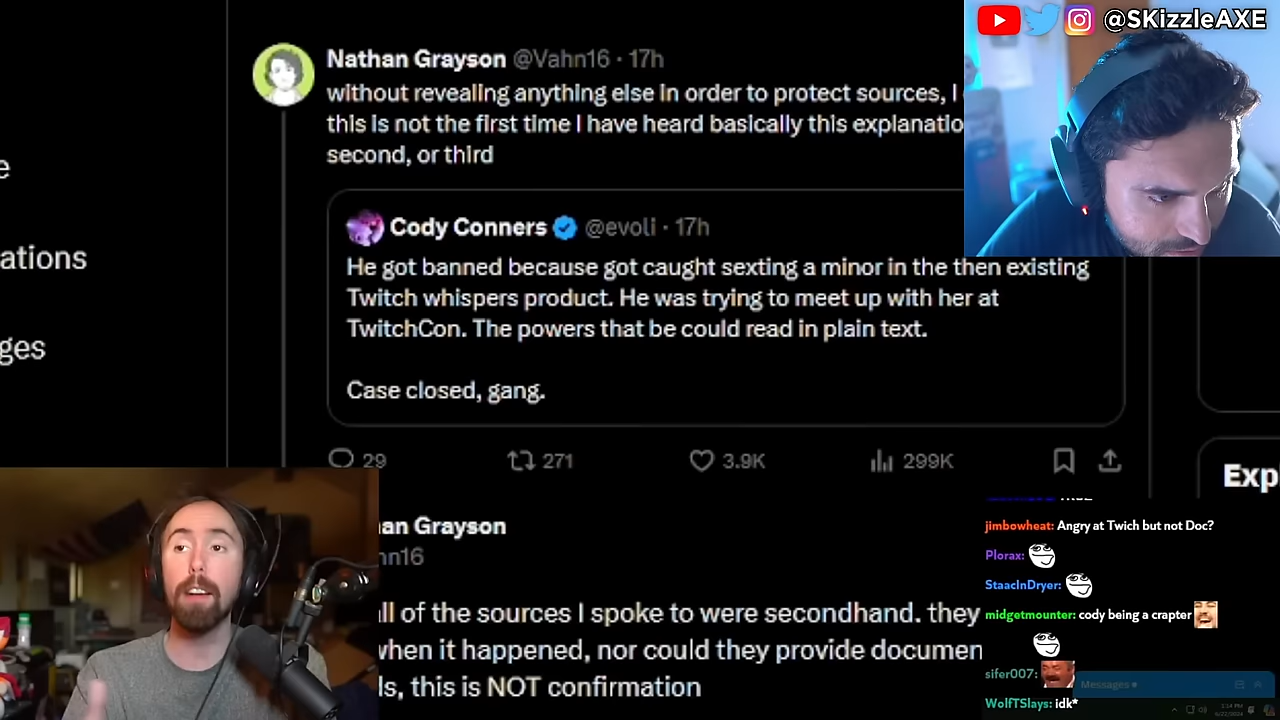 @SKizzleAXE
Nathan Grayson @Vahn16 · 17h
without revealing anything else in order to protect sources, I
this is not the first time I have heard basically this explanatio
second, or third
e
ations
ges
Cody Conners @evoli · 17h
He got banned because got caught sexting a minor in the then existing
Twitch whispers product. He was trying to meet up with her at
TwitchCon. The powers that be could read in plain text.
Case closed, gang.
29 271 3.9K 299K
Exp
an Grayson
n16
ll of the sources I spoke to were secondhand. they
when it happened, nor could they provide documen
ls, this is NOT confirmation
jimbowheat: Angry at Twich but not Doc?
Plorax:
StaacInDryer:
midgetmounter: cody being a crapter
sifer007:
WolfTSlays: idk*
Messages